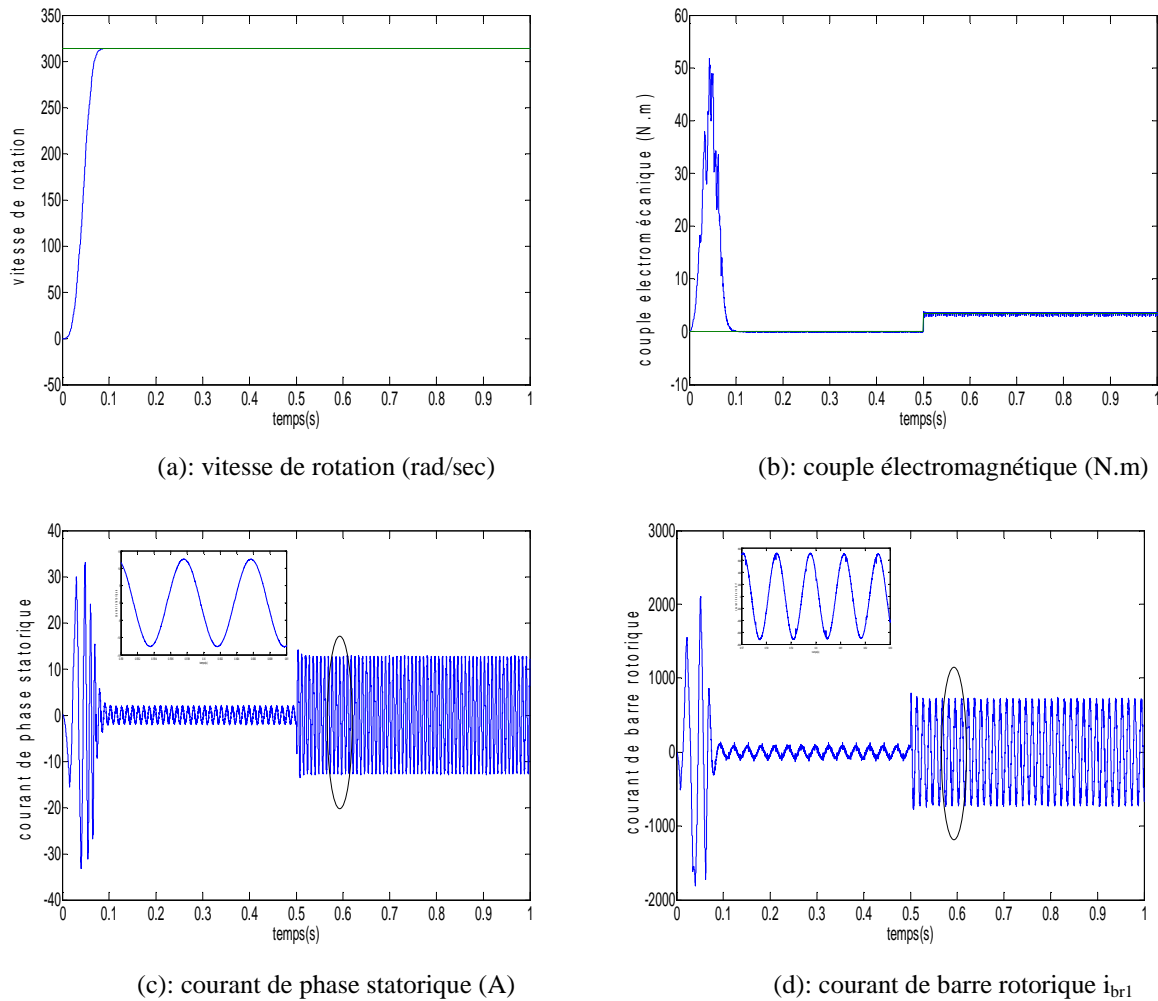 350
300
250
200
150
100
50
0
-50
0 0.1 0.2 0.3 0.4 0.5 0.6 0.7 0.8 0.9 1
temps(s)
vitesse de rotation
(a): vitesse de rotation (rad/sec)
60
50
40
30
20
10
0
-10
0 0.1 0.2 0.3 0.4 0.5 0.6 0.7 0.8 0.9 1
temps(s)
couple electromécanique (N.m)
(b): couple électromagnétique (N.m)
40
30
20
10
0
-10
-20
-30
-40
0 0.1 0.2 0.3 0.4 0.5 0.6 0.7 0.8 0.9 1
temps(s)
courant de phase statorique
(c): courant de phase statorique (A)
3000
2000
1000
0
-1000
-2000
0 0.1 0.2 0.3 0.4 0.5 0.6 0.7 0.8 0.9 1
temps(s)
courant de barre rotorique
(d): courant de barre rotorique ibr1